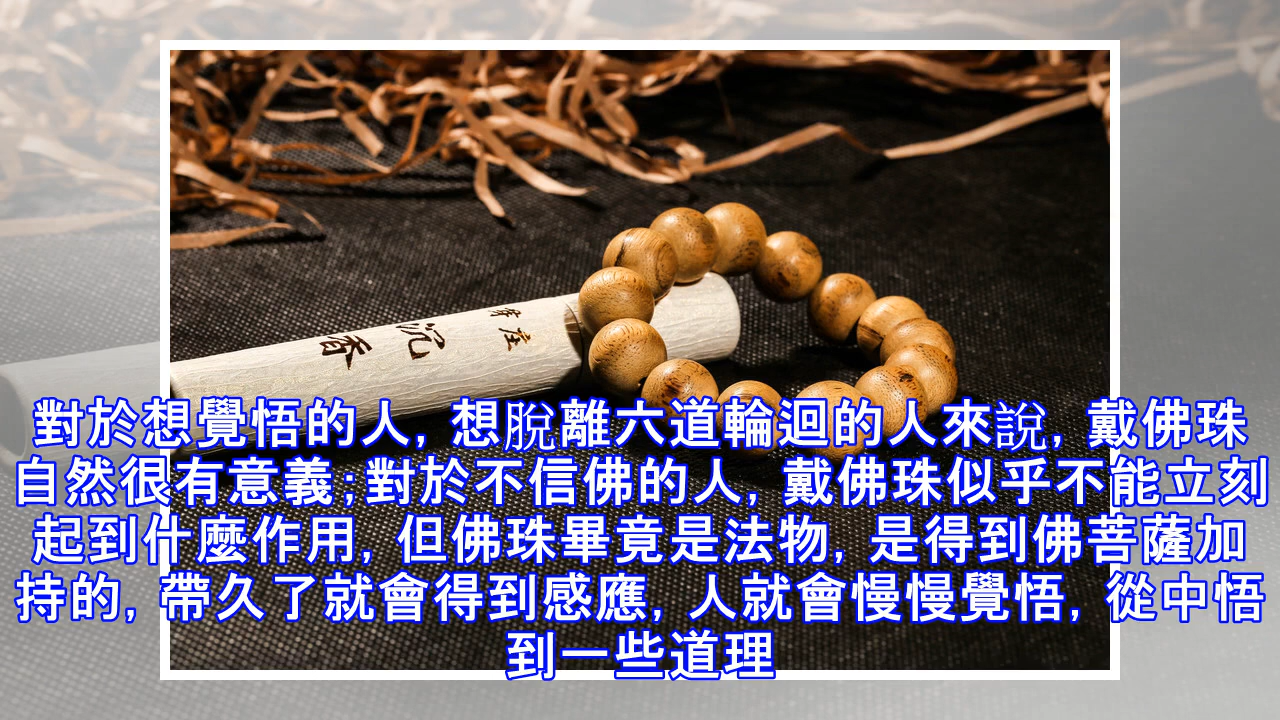 沉香
對於想覺悟的人, 想脫離六道輪迴的人來說, 戴佛珠
自然很有意義;對於不信佛的人, 戴佛珠似乎不能立刻
起到什麼作用, 但佛珠畢竟是法物, 是得到佛菩薩加
持的, 帶久了就會得到感應, 人就會慢慢覺悟, 從中悟
到一些道理